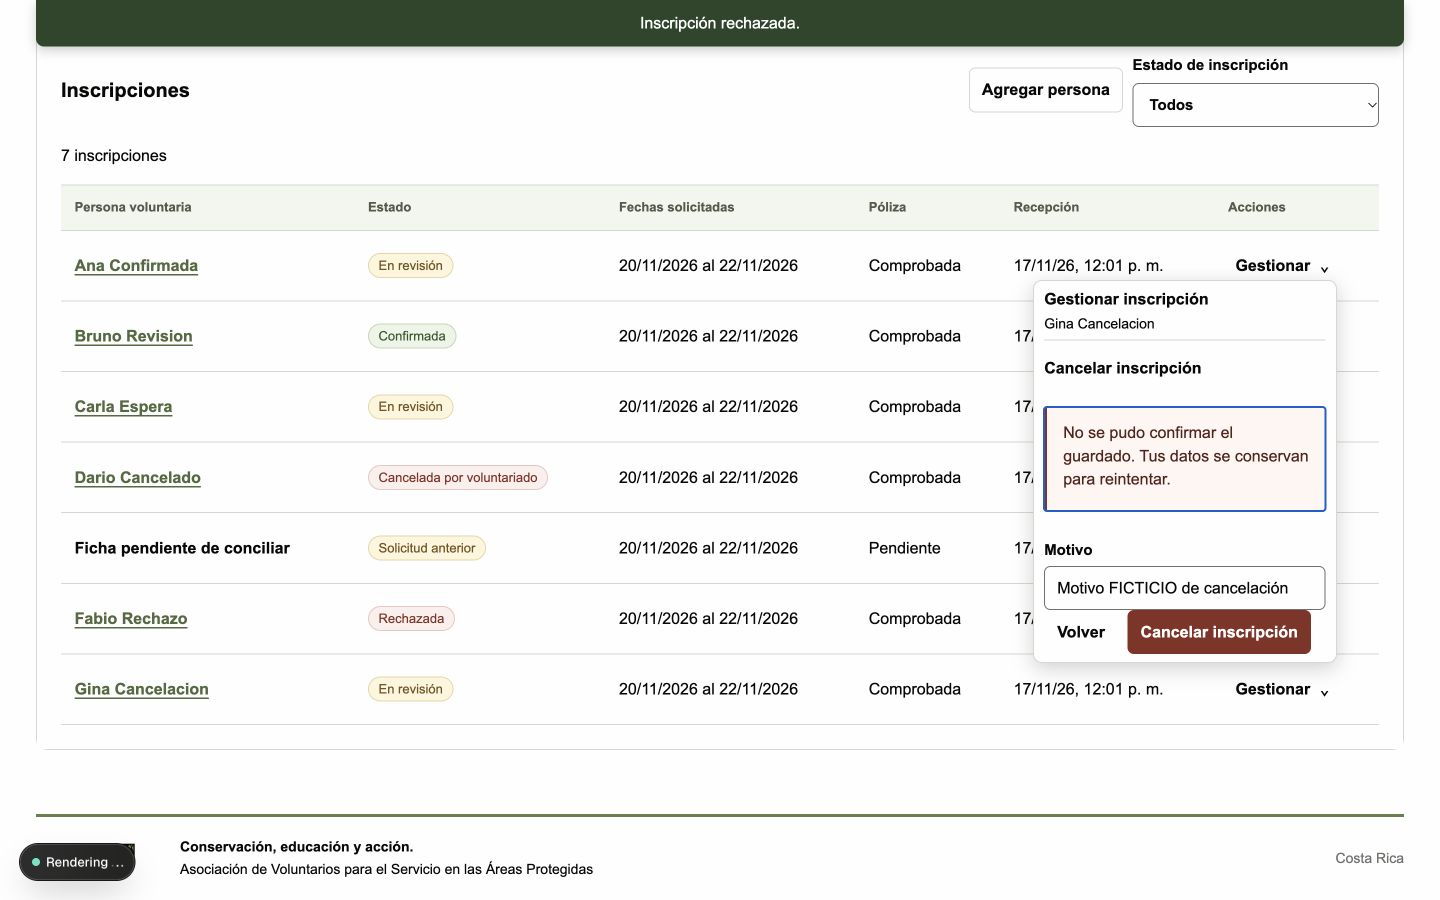 Inscripción rechazada.
Inscripciones
Agregar persona
Estado de inscripción
Todos
7 inscripciones
Persona voluntaria Estado Fechas solicitadas Póliza Recepción Acciones
Ana Confirmada En revisión 20/11/2026 al 22/11/2026 Comprobada 17/11/26, 12:01 p. m. Gestionar
Bruno Revision Confirmada 20/11/2026 al 22/11/2026 Comprobada 17/
Carla Espera En revisión 20/11/2026 al 22/11/2026 Comprobada 17/
Dario Cancelado Cancelada por voluntariado 20/11/2026 al 22/11/2026 Comprobada 17/
Ficha pendiente de conciliar Solicitud anterior 20/11/2026 al 22/11/2026 Pendiente 17/
Fabio Rechazo Rechazada 20/11/2026 al 22/11/2026 Comprobada 17/
Gina Cancelacion En revisión 20/11/2026 al 22/11/2026 Comprobada 17/11/26, 12:01 p. m. Gestionar
Gestionar inscripción
Gina Cancelacion
Cancelar inscripción
No se pudo confirmar el
guardado. Tus datos se conservan
para reintentar.
Motivo
Motivo FICTICIO de cancelación
Volver Cancelar inscripción
Rendering ...
Conservación, educación y acción.
Asociación de Voluntarios para el Servicio en las Áreas Protegidas
Costa Rica